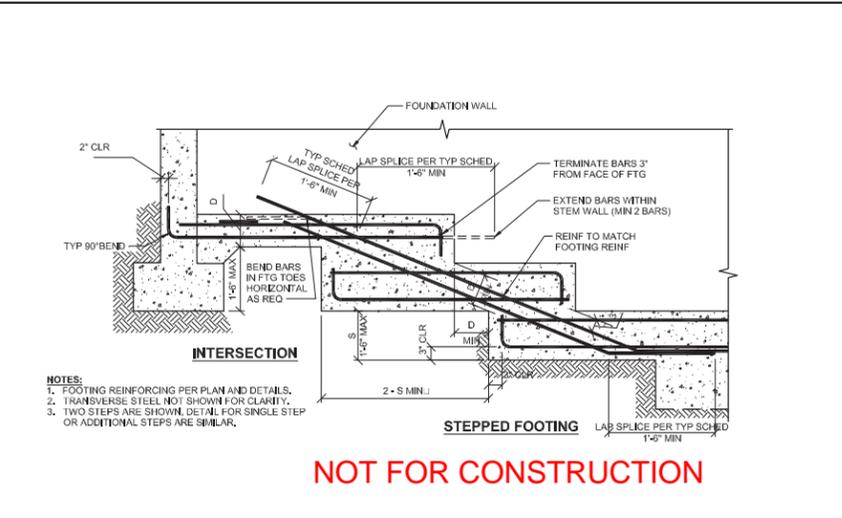 FOUNDATION WALL
2" CLR
TYP SCHED
LAP SPLICE PER
1'-6" MIN
LAP SPLICE PER TYP SCHED
1'-6" MIN
TERMINATE BARS 3"
FROM FACE OF FTG
EXTEND BARS WITHIN
STEM WALL (MIN 2 BARS)
REINF TO MATCH
FOOTING REINF
D
TYP 90°BEND
1'-6" MAX
BEND BARS
IN FTG TOES
HORIZONTAL
AS REQ
S
1'-6" MAX
3" CLR
D
MIN
3" CLR
2 - S MIN
INTERSECTION
STEPPED FOOTING
LAP SPLICE PER TYP SCHED
1'-6" MIN
NOTES:
1. FOOTING REINFORCING PER PLAN AND DETAILS.
2. TRANSVERSE STEEL NOT SHOWN FOR CLARITY.
3. TWO STEPS ARE SHOWN, DETAIL FOR SINGLE STEP
OR ADDITIONAL STEPS ARE SIMILAR.
NOT FOR CONSTRUCTION